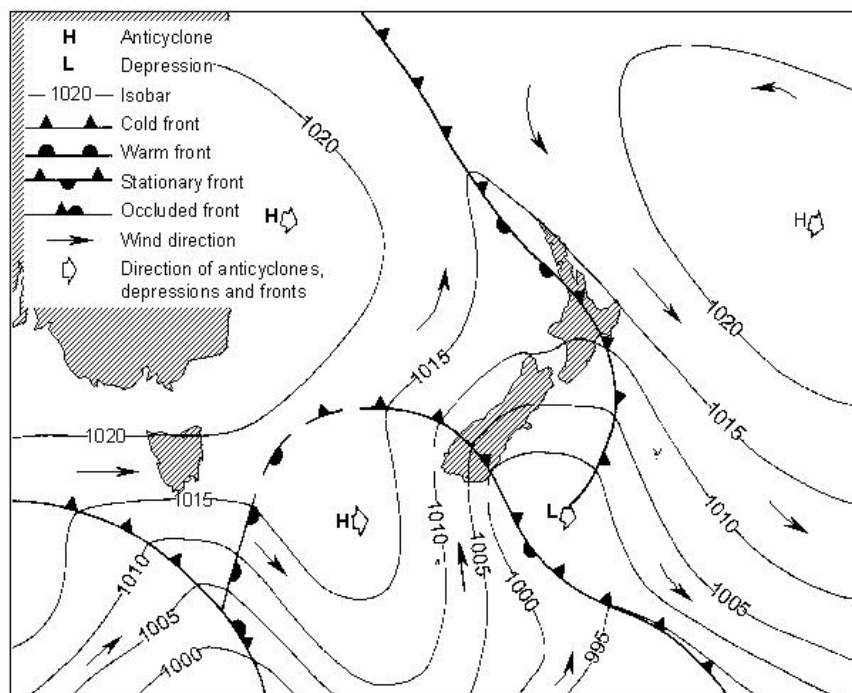 H Anticyclone
L Depression
1020 Isobar
Cold front
Warm front
Stationary front
Occluded front
Wind direction
Direction of anticyclones,
depressions and fronts
1020
H
H
1020
1015
1020
1015
1015
H
L
1010
1010
1010
1005
1005
1005
1000
1000
995